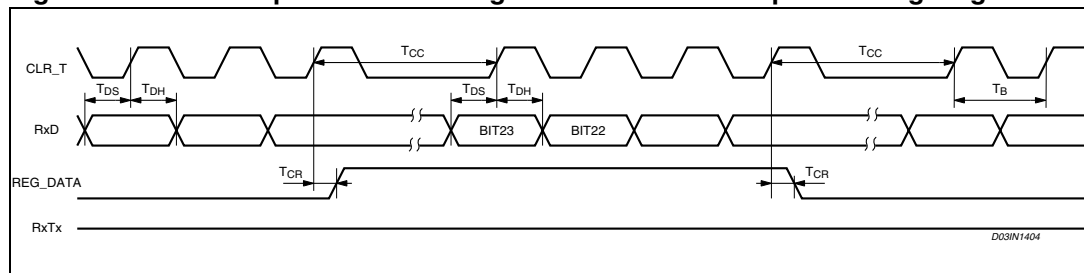 CLR_T
TCC
TCC
TDS
TDH
TDS
TDH
TB
RxD
BIT23
BIT22
TCR
TCR
REG_DATA
RxTx
D03IN1404